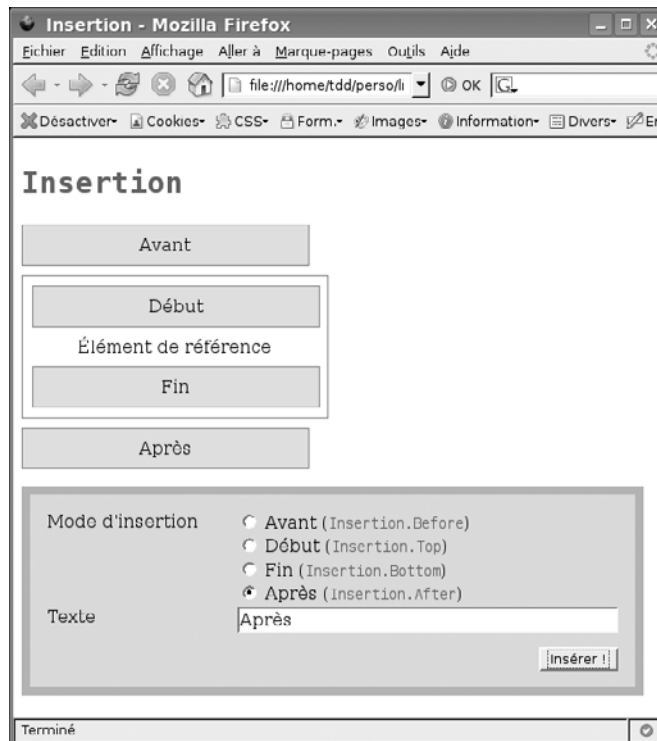 Insertion - Mozilla Firefox
Fichier Edition Affichage Aller à Marque-pages Outils Aide
file:///home/tdd/perso/li OK G
Désactiver Cookies CSS Form. Images Information Divers
Insertion
Avant
Début
Élément de référence
Fin
Après
Mode d'insertion Avant (Insertion.Before)
Début (Insertion.Top)
Fin (Insertion.Bottom)
Après (Insertion.After)
Texte Après
Insérer !
Terminé